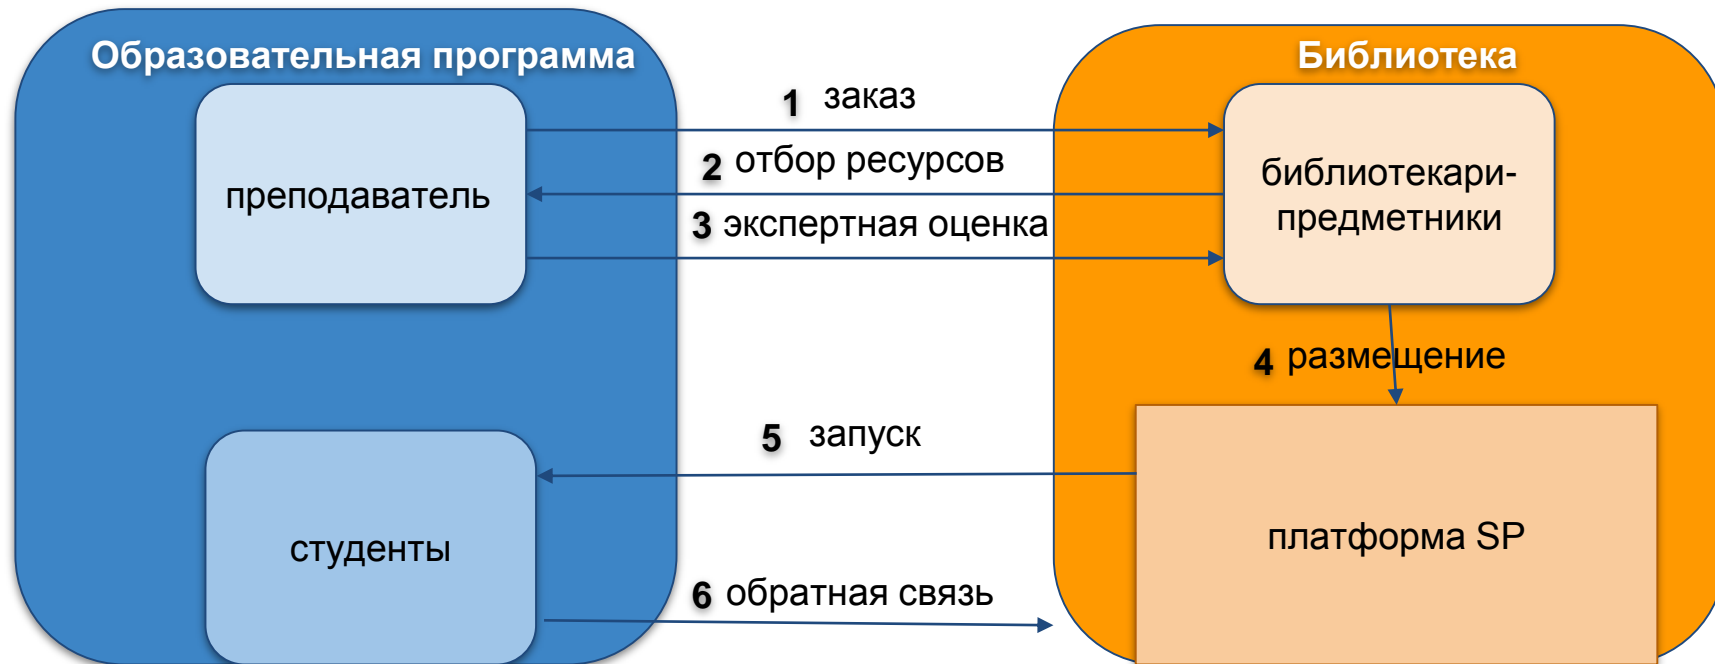 Образовательная программа
Библиотека
1 заказ
2 отбор ресурсов
3 экспертная оценка
преподаватель
библиотекари-
предметники
4 размещение
5 запуск
студенты
платформа SP
6 обратная связь